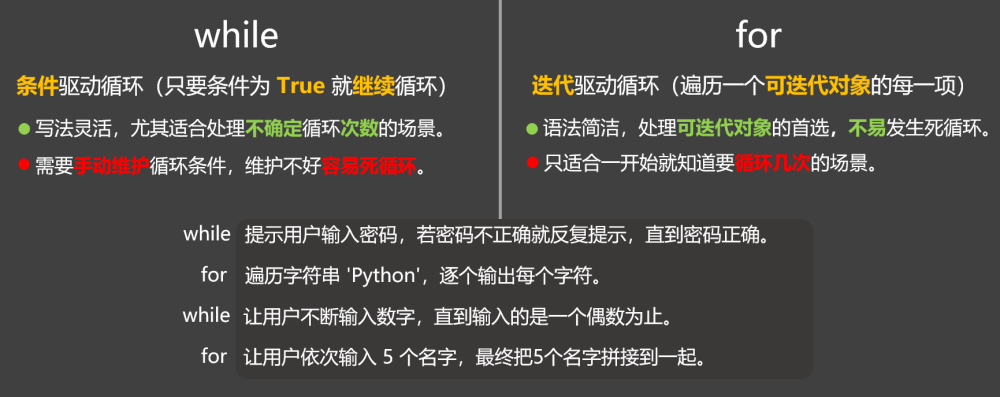 while
条件驱动循环（只要条件为 True 就继续循环）
写法灵活，尤其适合处理不确定循环次数的场景。
需要手动维护循环条件，维护不好容易死循环。
for
迭代驱动循环（遍历一个可迭代对象的每一项）
语法简洁，处理可迭代对象的首选，不易发生死循环。
只适合一开始就知道要循环几次的场景。
while 提示用户输入密码，若密码不正确就反复提示，直到密码正确。
for 遍历字符串 'Python'，逐个输出每个字符。
while 让用户不断输入数字，直到输入的是一个偶数为止。
for 让用户依次输入 5 个名字，最终把5个名字拼接到一起。